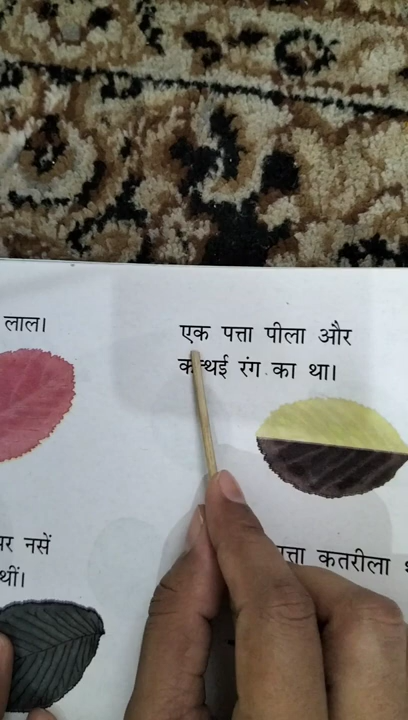 लाल।
एक पत्ता पीला और
कत्थई रंग का था।
नसें
थीं।
कतरीला